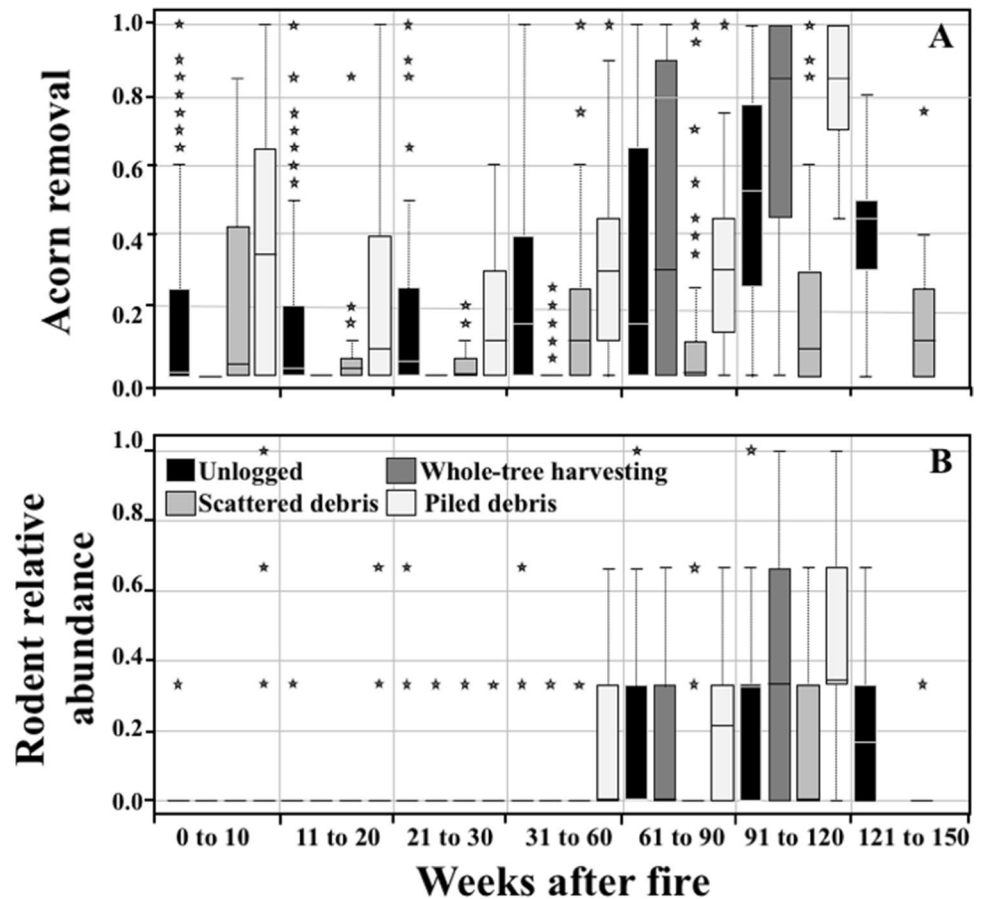 A
Acorn removal
1.0
0.8
0.6
0.4
0.2
0.0
B
Rodent relative
abundance
1.0
0.8
0.6
0.4
0.2
0.0
Unlogged
Whole-tree harvesting
Scattered debris
Piled debris
0 to 10 11 to 20 21 to 30 31 to 60 61 to 90 91 to 120 121 to 150
Weeks after fire